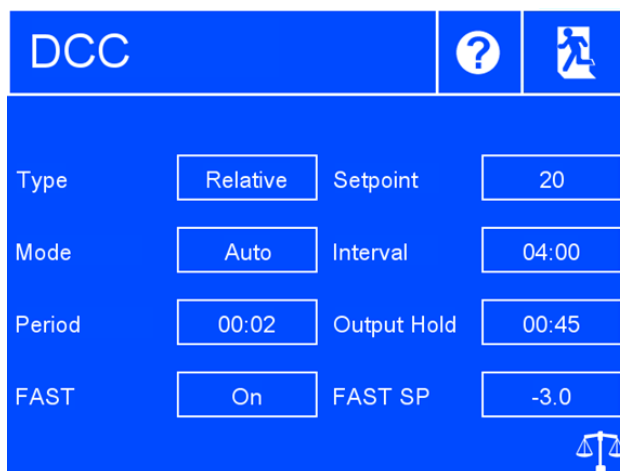 DCC ?
Type Relative Setpoint 20
Mode Auto Interval 04:00
Period 00:02 Output Hold 00:45
FAST On FAST SP -3.0